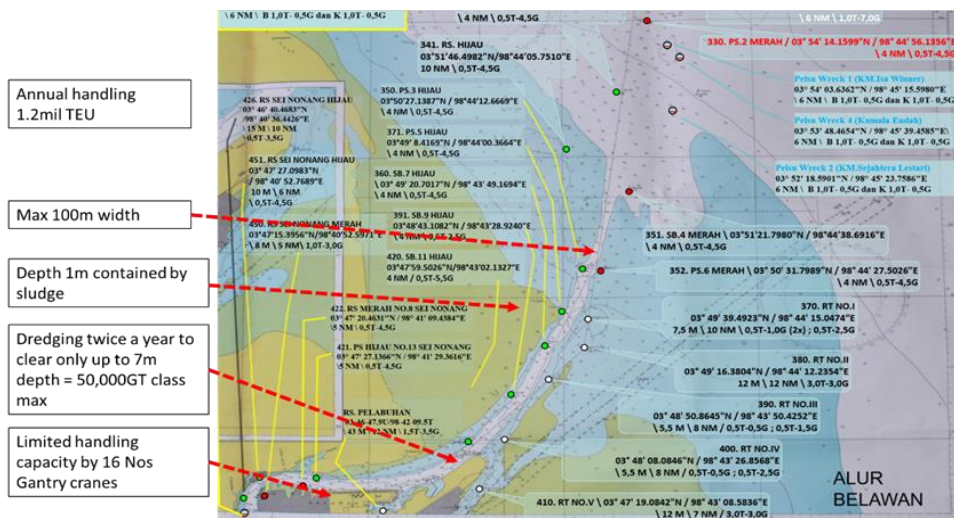 Annual handling
1.2mil TEU
Max 100m width
Depth 1m contained by
sludge
Dredging twice a year to
clear only up to 7m
depth = 50,000GT class
max
Limited handling
capacity by 16 Nos
Gantry cranes
\ 6 NM \ B 1,0T- 0,5G dan K 1,0T- 0,5G
\ 4 NM \ 0,5T-4,5G
\ 6 NM \ 1,0T-7,0G
341. RS. HIJAU
03°51'46.4982"N/98°44'05.7510"E
10 NM \ 0,5T-4,5G
330. PS.2 MERAH / 03° 54' 14.1599"N / 98° 44' 56.1356"E
\ 4 NM \ 0,5T-4,5G
Pelsu Wreck 1 (KM.Isa Winner)
03° 54' 03.6362"N / 98° 45' 15.5980"E
\ 6 NM \ B 1,0T- 0,5G dan K 1,0T- 0,5G
Pelsu Wreck 4 (Kumala Endah)
03° 53' 48.4654"N / 98° 45' 39.4585"E
6 NM \ B 1,0T- 0,5G dan K 1,0T- 0,5G
Pelsu Wreck 2 (KM.Sejahtera Lestari)
03° 52' 18.5901"N / 98° 45' 23.7586"E
6 NM \ B 1,0T- 0,5G dan K 1,0T- 0,5G
350. PS.3 HIJAU
03°50'27.1387"N / 98°44'12.6669"E
\ 4 NM \ 0,5T-4,5G
426. RS SEI NONANG HIJAU
03° 46' 40.4683"N
/ 98° 40' 36.4426"E
\ 15 M \ 10 NM
\ 0,5T-3,5G
371. PS.5 HIJAU
03°49' 8.4169"N / 98°44'00.3664"E
\ 4 NM \ 0,5T-4,5G
451. RS SEI NONANG HIJAU
03° 47' 27.0983"N
/ 98° 40' 52.7689"E
10 M \ 6 NM
\ 0,5T-4,5G
360. SB.7 HIJAU
\ 03° 49' 20.7017"N / 98° 43' 49.1694"E
\ 4 NM \ 0,5T-4,5G
450. RS SEI NONANG MERAH
03°47'15.3956"N/98°40'52.5971"E
\ 8 M \ 5 NM\ 1,0T-3,0G
391. SB.9 HIJAU
03°48'43.1082"N / 98°43'28.9240"E
351. SB.4 MERAH \ 03°51'21.7980"N / 98°44'38.6916"E
\ 4 NM \ 0,5T-4,5G
420. SB.11 HIJAU
03°47'59.5026"N/98°43'02.1327"E
4 NM / 0,5T-5,5G
352. PS.6 MERAH \ 03° 50' 31.7989"N / 98° 44' 27.5026"E
\ 4 NM \ 0,5T-4,5G
422. RS MERAH NO.8 SEI NONANG
03° 47' 20.4631"N / 98° 41' 09.4384"E
\5 NM \ 0,5T-4,5G
370. RT NO.I
03° 49' 39.4923"N / 98° 44' 15.0474"E
7,5 M \ 10 NM \ 0,5T-1,0G (2x) ; 0,5T-2,5G
421. PS HIJAU NO.13 SEI NONANG
03° 47' 27.1366"N / 98° 41' 29.3616"E
\5 NM \ 0,5T-4,5G
380. RT NO.II
03° 49' 16.3804"N / 98° 44' 12.2354"E
12 M \ 12 NM \ 3,0T-3,0G
RS. PELABUHAN
390. RT NO.III
03° 48' 50.8645"N / 98° 43' 50.4252"E
\ 5,5 M \ 8 NM / 0,5T-0,5G ; 0,5T-1,5G
400. RT NO.IV
03° 48' 08.0846"N / 98° 43' 26.8568"E
\ 5,5 M \ 8 NM / 0,5T-0,5G ; 0,5T-2,5G
410. RT NO.V \ 03° 47' 19.0842"N / 98° 43' 08.5836"E
\ 12 M \ 7 NM / 3,0T-3,0G
ALUR
BELAWAN